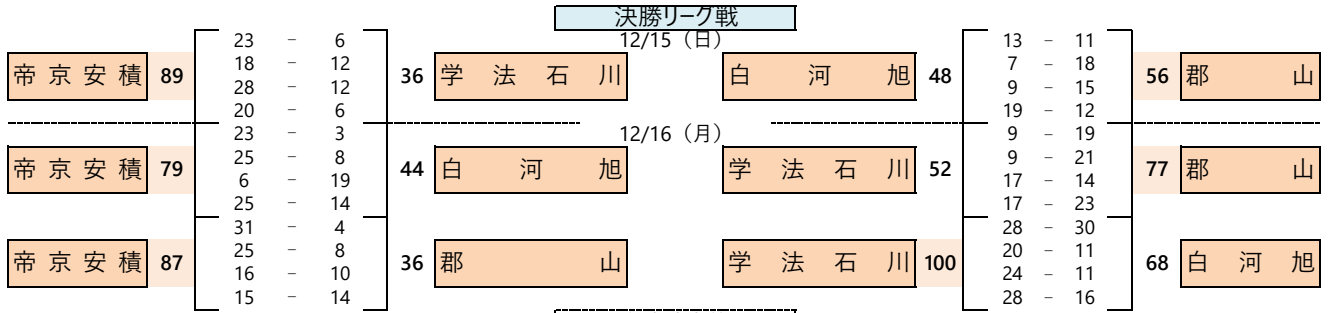 決勝リーグ戦
12/15（日）
23 - 6 13 - 11
帝京安積 89 18 - 12 36 学法石川 白河旭 48 7 - 18 56 郡山
28 - 12 9 - 15
20 - 6 19 - 12
12/16（月）
23 - 3 9 - 19
帝京安積 79 25 - 8 44 白河旭 学法石川 52 9 - 21 77 郡山
6 - 19 17 - 14
25 - 14 17 - 23
31 - 4 28 - 30
帝京安積 87 25 - 8 36 郡山 学法石川 100 20 - 11 68 白河旭
16 - 10 24 - 11
15 - 14 28 - 16